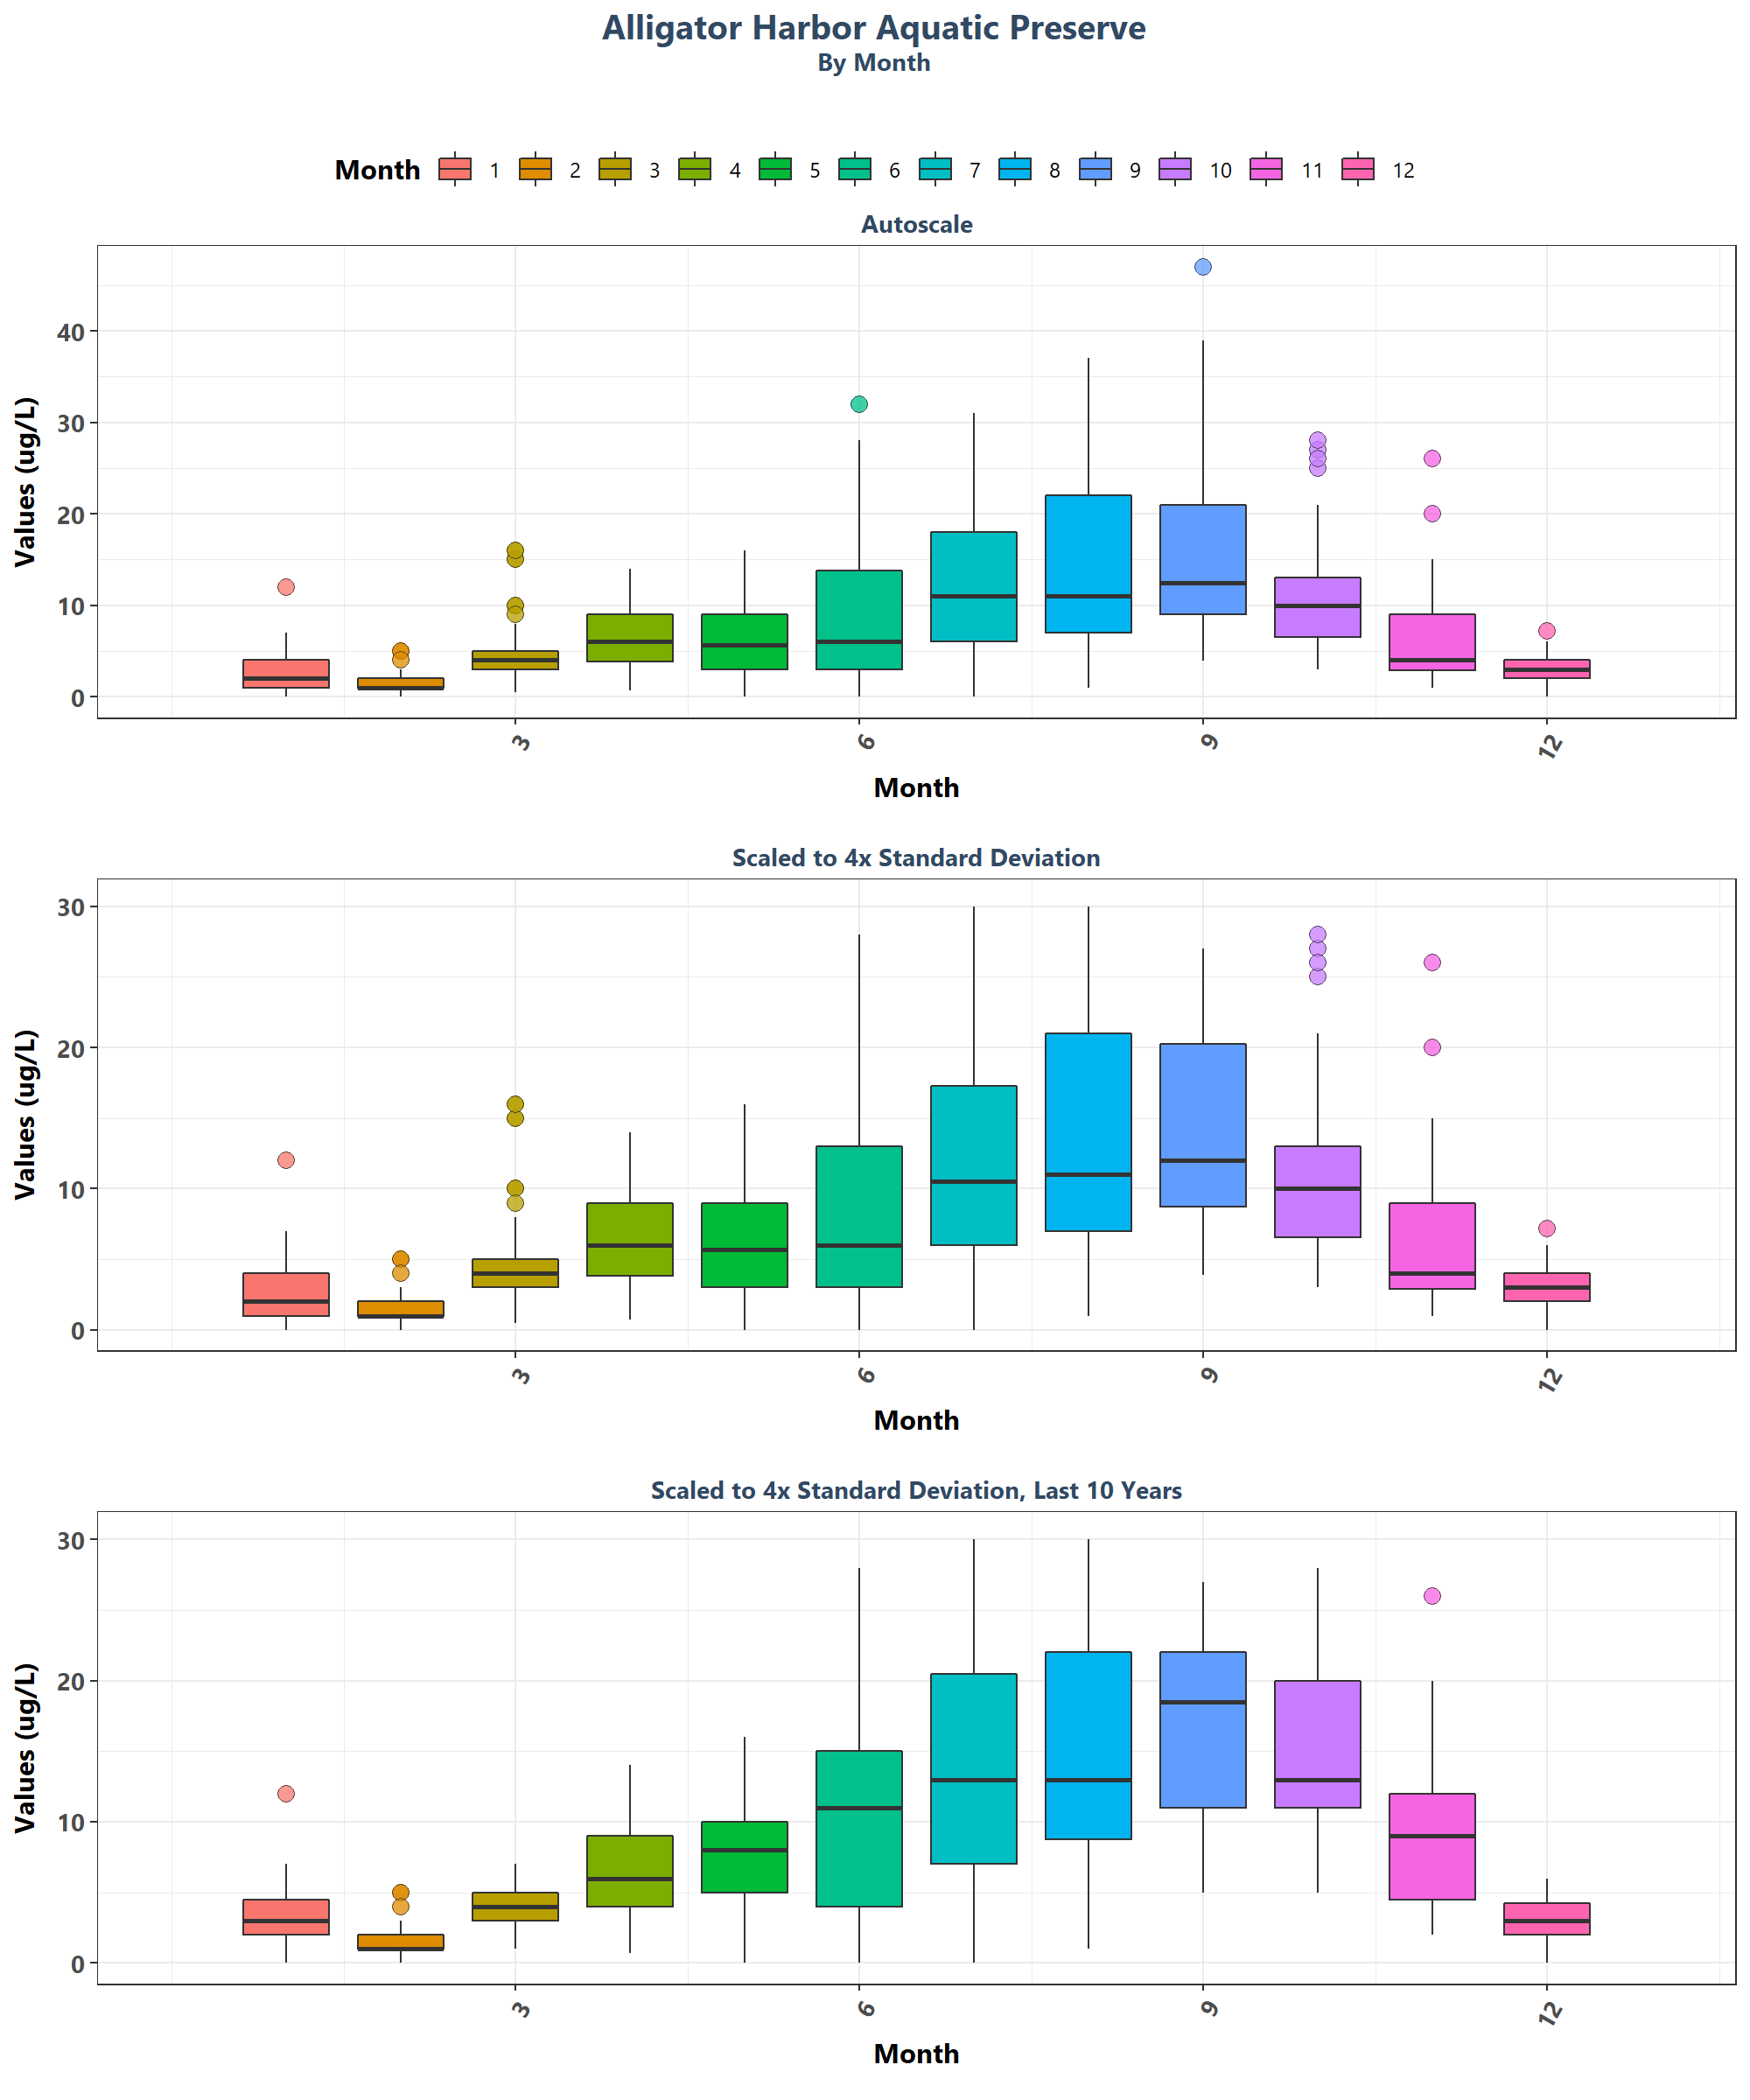 Alligator Harbor Aquatic Preserve
By Month
Month 1 2 3 4 5 6 7 8 9 10 11 12
Autoscale
Values (ug/L)
40
30
20
10
0
3 6 9 12
Month
Scaled to 4x Standard Deviation
Values (ug/L)
30
20
10
0
3 6 9 12
Month
Scaled to 4x Standard Deviation, Last 10 Years
Values (ug/L)
30
20
10
0
3 6 9 12
Month